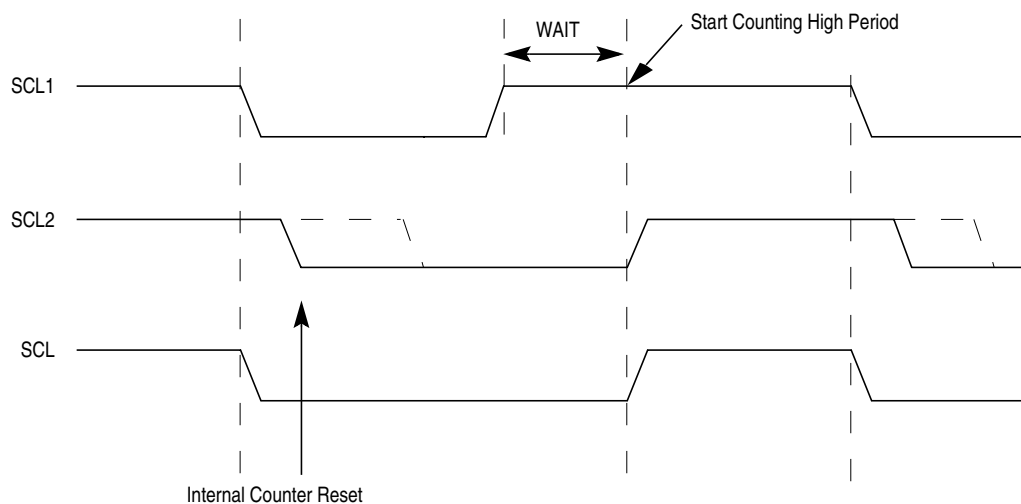 WAIT
Start Counting High Period
SCL1
SCL2
SCL
Internal Counter Reset